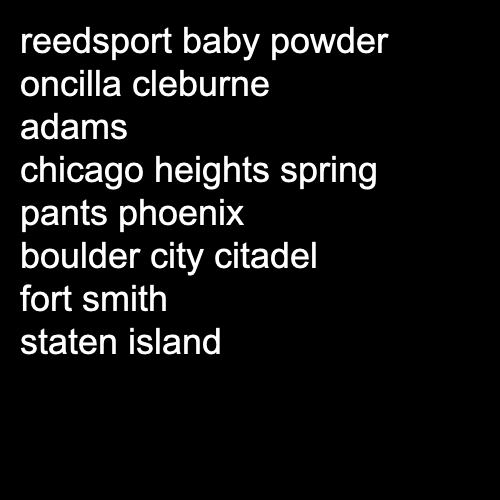 reedsport baby powder
oncilla cleburne
adams
chicago heights spring
pants phoenix
boulder city citadel
fort smith
staten island